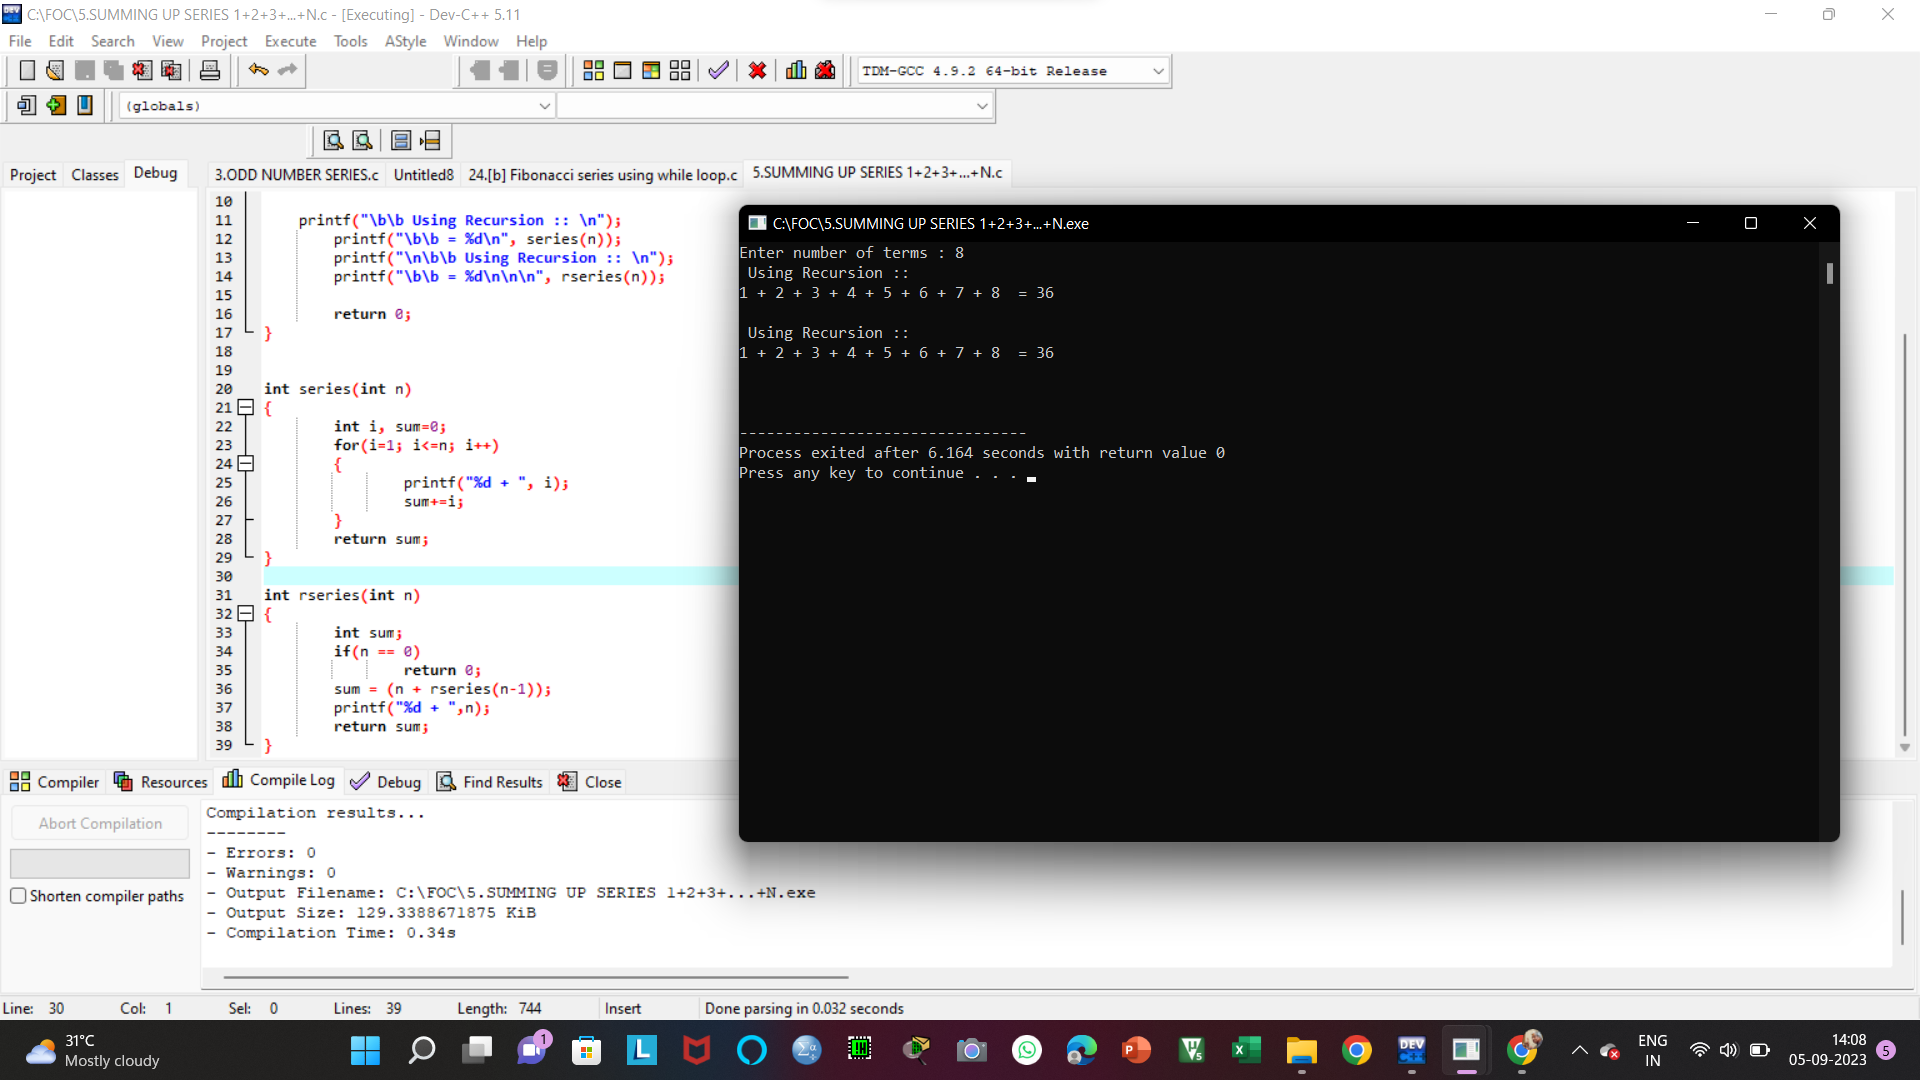 C:\FOC\5.SUMMING UP SERIES 1+2+3+...+N.c - [Executing] - Dev-C++ 5.11
File Edit Search View Project Execute Tools AStyle Window Help
TDM-GCC 4.9.2 64-bit Release
(globals)
Project Classes Debug
3.ODD NUMBER SERIES.c Untitled8 24.[b] Fibonacci series using while loop.c 5.SUMMING UP SERIES 1+2+3+...+N.c
10
11 printf("\b\b Using Recursion :: \n");
12 printf("\b\b = %d\n", series(n));
13 printf("\n\b\b Using Recursion :: \n");
14 printf("\b\b = %d\n\n\n", rseries(n));
15
16 return 0;
17 }
18
19
20 int series(int n)
21 {
22 int i, sum=0;
23 for(i=1; i<=n; i++)
24 {
25 printf("%d + ", i);
26 sum+=i;
27 }
28 return sum;
29 }
30
31 int rseries(int n)
32 {
33 int sum;
34 if(n == 0)
35 return 0;
36 sum = (n + rseries(n-1));
37 printf("%d + ",n);
38 return sum;
39 }
C:\FOC\5.SUMMING UP SERIES 1+2+3+...+N.exe
Enter number of terms : 8
Using Recursion ::
1 + 2 + 3 + 4 + 5 + 6 + 7 + 8  = 36
Using Recursion ::
1 + 2 + 3 + 4 + 5 + 6 + 7 + 8  = 36
--------------------------------
Process exited after 6.164 seconds with return value 0
Press any key to continue . . .
Compiler Resources Compile Log Debug Find Results Close
Abort Compilation
Shorten compiler paths
Compilation results...
--------
- Errors: 0
- Warnings: 0
- Output Filename: C:\FOC\5.SUMMING UP SERIES 1+2+3+...+N.exe
- Output Size: 129.3388671875 KiB
- Compilation Time: 0.34s
Line: 30 Col: 1 Sel: 0 Lines: 39 Length: 744 Insert Done parsing in 0.032 seconds
31°C
Mostly cloudy
1
L
DEV
ENG
IN
14:08
05-09-2023
5